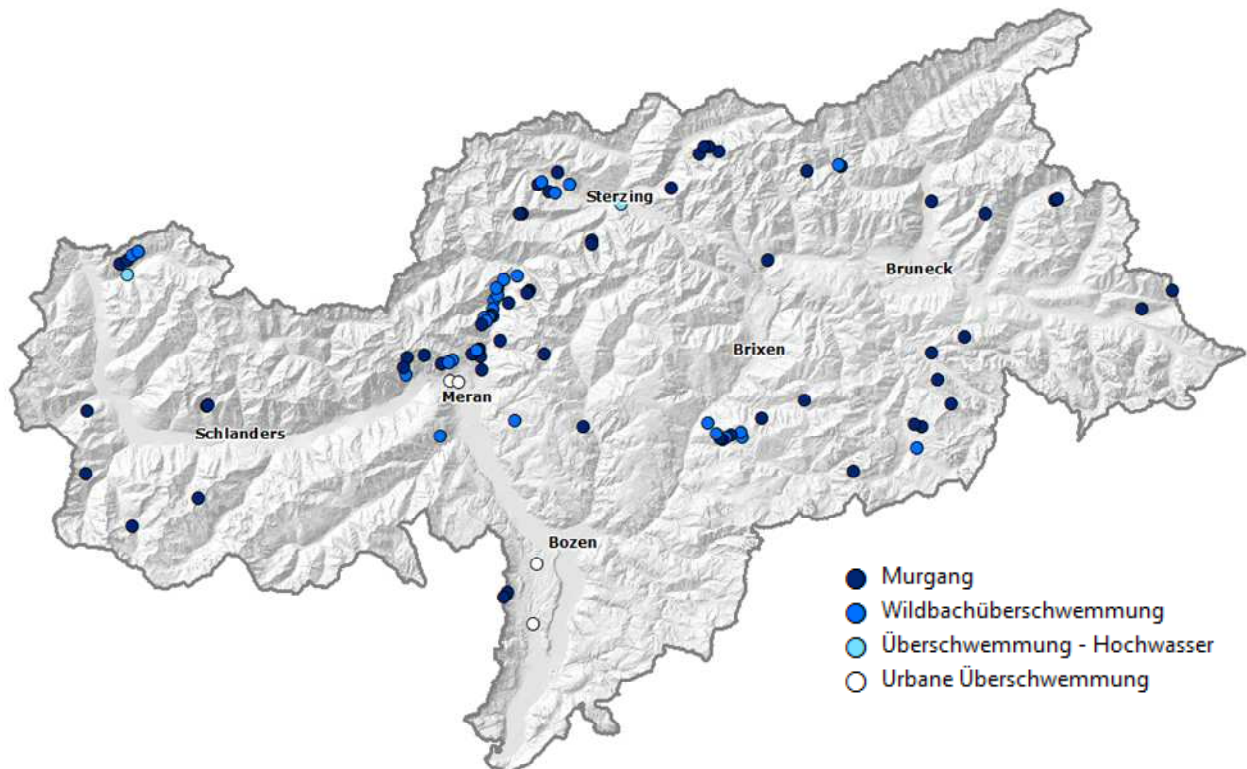 Sterzing
Bruneck
Brixen
Meran
Schlanders
Bozen
Murgang
Wildbachüberschwemmung
Überschwemmung - Hochwasser
Urbane Überschwemmung